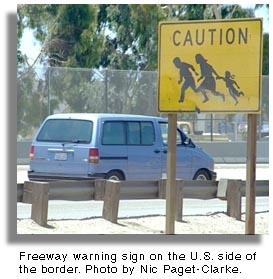 CAUTION
Freeway warning sign on the U.S. side of
the border. Photo by Nic Paget-Clarke.